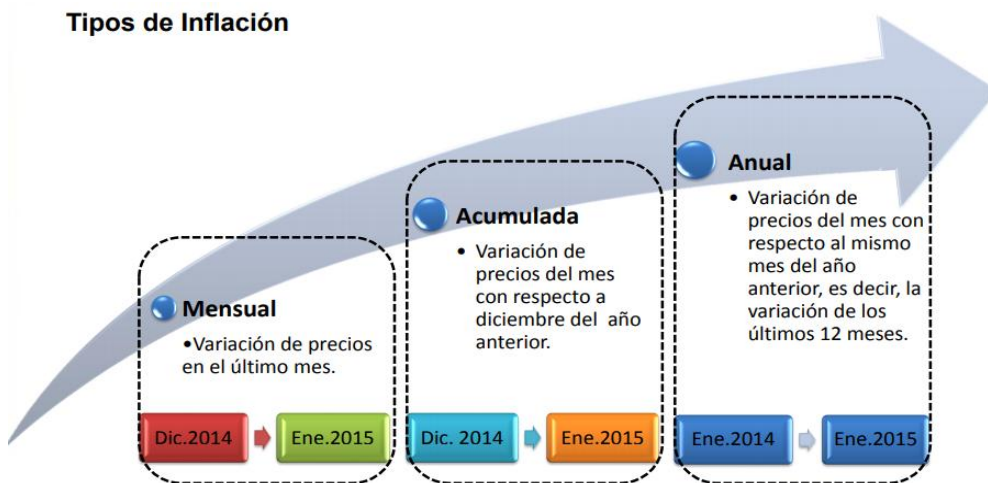 Tipos de Inflación
Mensual
•Variación de precios
en el último mes.
Dic.2014
Ene.2015
Acumulada
• Variación de
precios del mes
con respecto a
diciembre del año
anterior.
Dic. 2014
Ene.2015
Anual
• Variación de
precios del mes con
respecto al mismo
mes del año
anterior, es decir, la
variación de los
últimos 12 meses.
Ene.2014
Ene.2015